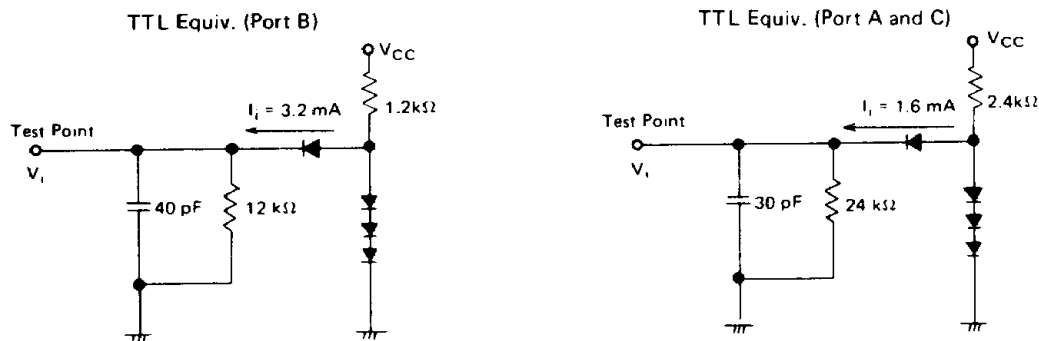 TTL Equiv. (Port B)
VCC
1.2kΩ
Ii = 3.2 mA
Test Point
Vi
40 pF
12 kΩ
TTL Equiv. (Port A and C)
VCC
2.4kΩ
Ii = 1.6 mA
Test Point
Vi
30 pF
24 kΩ